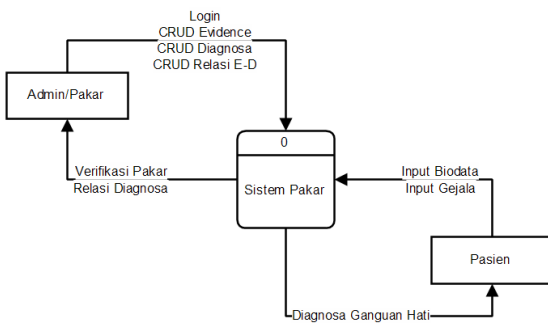 Login
CRUD Evidence
CRUD Diagnosa
CRUD Relasi E-D
Admin/Pakar
0
Sistem Pakar
Verifikasi Pakar
Relasi Diagnosa
Input Biodata
Input Gejala
Pasien
Diagnosa Ganguan Hati